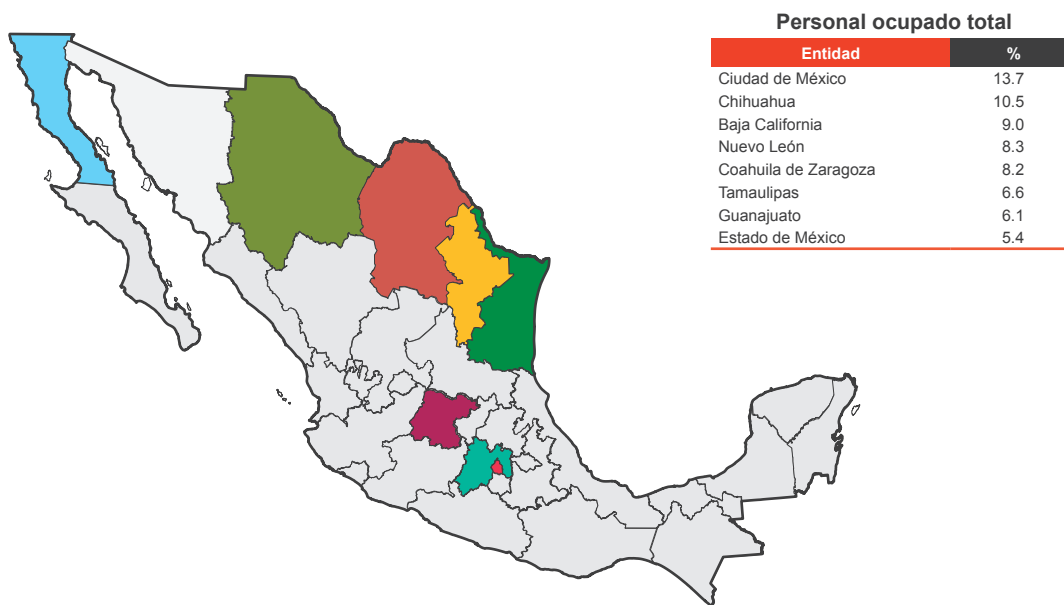 Personal ocupado total
Entidad %
Ciudad de México 13.7
Chihuahua 10.5
Baja California 9.0
Nuevo León 8.3
Coahuila de Zaragoza 8.2
Tamaulipas 6.6
Guanajuato 6.1
Estado de México 5.4